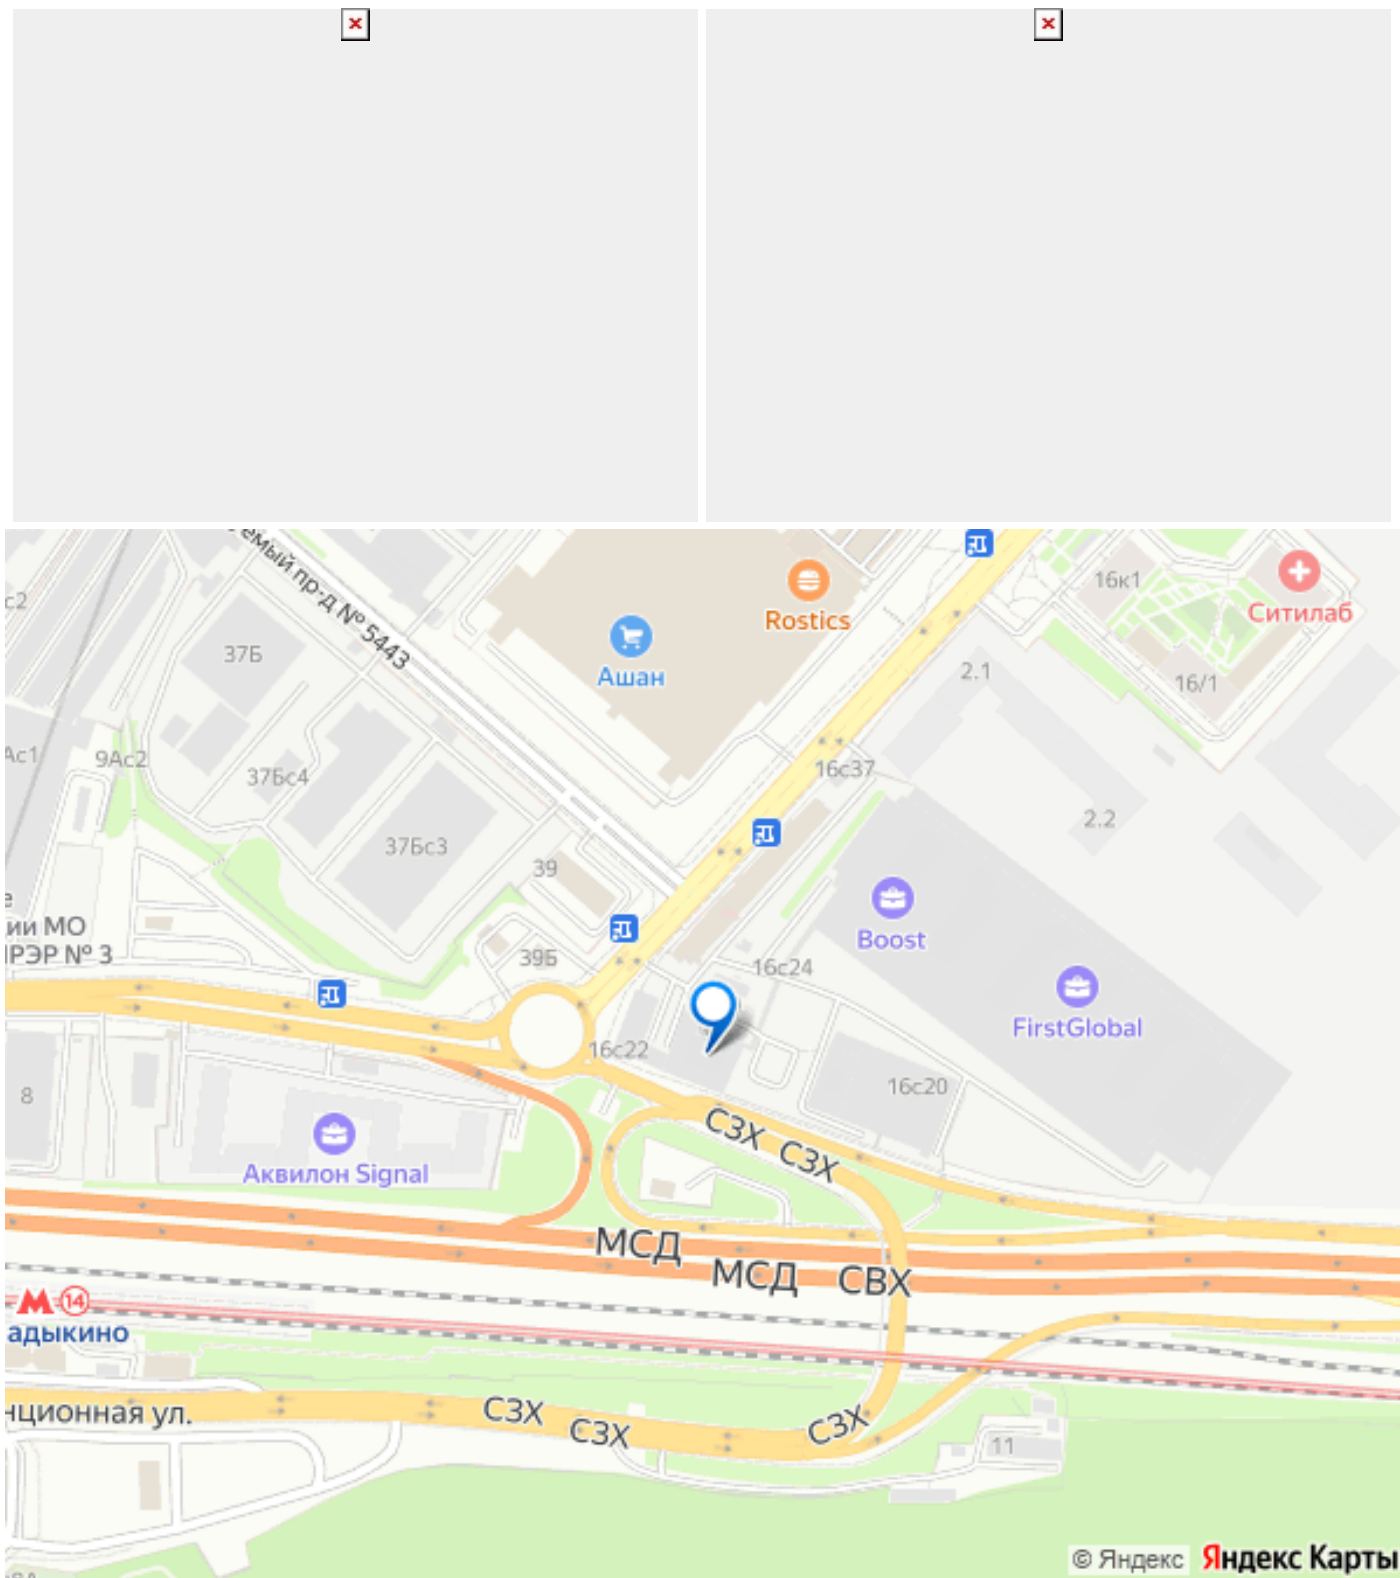 емый пр-д № 5443
Rostics
Ашан
16к1
Ситилаб
16/1
2.1
с2
37Б
Ас1
9Ас2
37Бс4
16с37
2.2
37Бс3
39
Boost
ии МО
РЭР № 3
39Б
16с24
FirstGlobal
16с22
16с20
8
Аквилон Signal
СЗХ СЗХ
МСД
МСД СВХ
14
адыкино
нционная ул.
СЗХ
СЗХ
СЗХ
11
© Яндекс Яндекс Карты